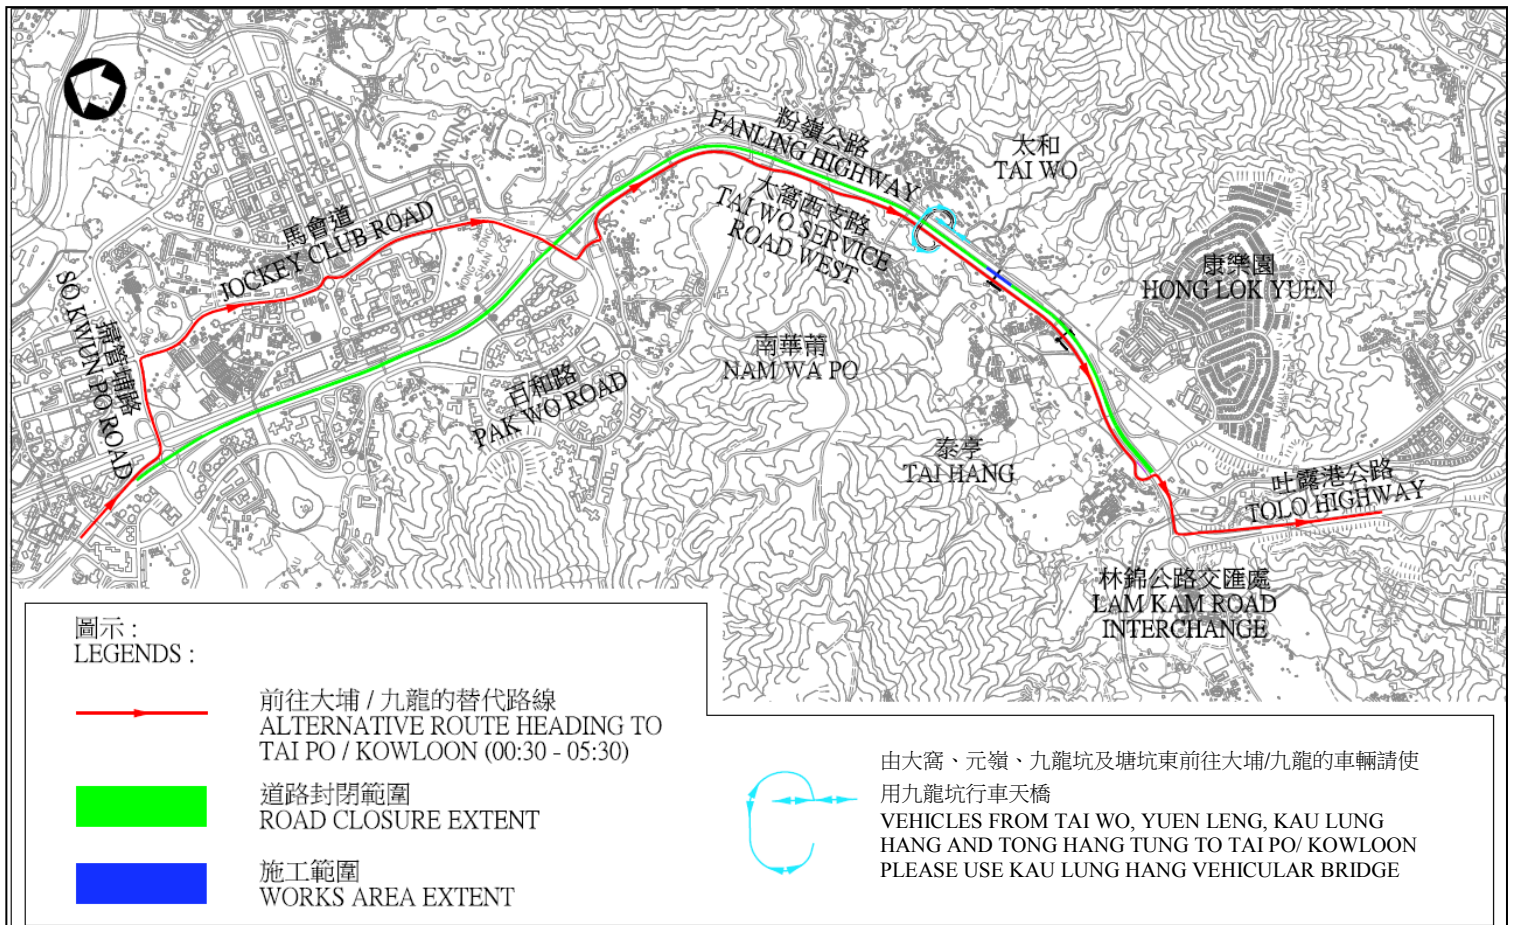 粉嶺公路
FANLING HIGHWAY
太和
TAI WO
大窩西支路
TAI WO SERVICE
ROAD WEST
馬會道
JOCKEY CLUB ROAD
掃管埔路
SO KWUN PO ROAD
康樂園
HONG LOK YUEN
南華莆
NAM WA PO
百和路
PAK WO ROAD
泰亨
TAI HANG
吐露港公路
TOLO HIGHWAY
林錦公路交匯處
LAM KAM ROAD
INTERCHANGE
圖示 :
LEGENDS :
前往大埔 / 九龍的替代路線
ALTERNATIVE ROUTE HEADING TO
TAI PO / KOWLOON (00:30 - 05:30)
道路封閉範圍
ROAD CLOSURE EXTENT
施工範圍
WORKS AREA EXTENT
由大窩、元嶺、九龍坑及塘坑東前往大埔/九龍的車輛請使
用九龍坑行車天橋
VEHICLES FROM TAI WO, YUEN LENG, KAU LUNG
HANG AND TONG HANG TUNG TO TAI PO/ KOWLOON
PLEASE USE KAU LUNG HANG VEHICULAR BRIDGE